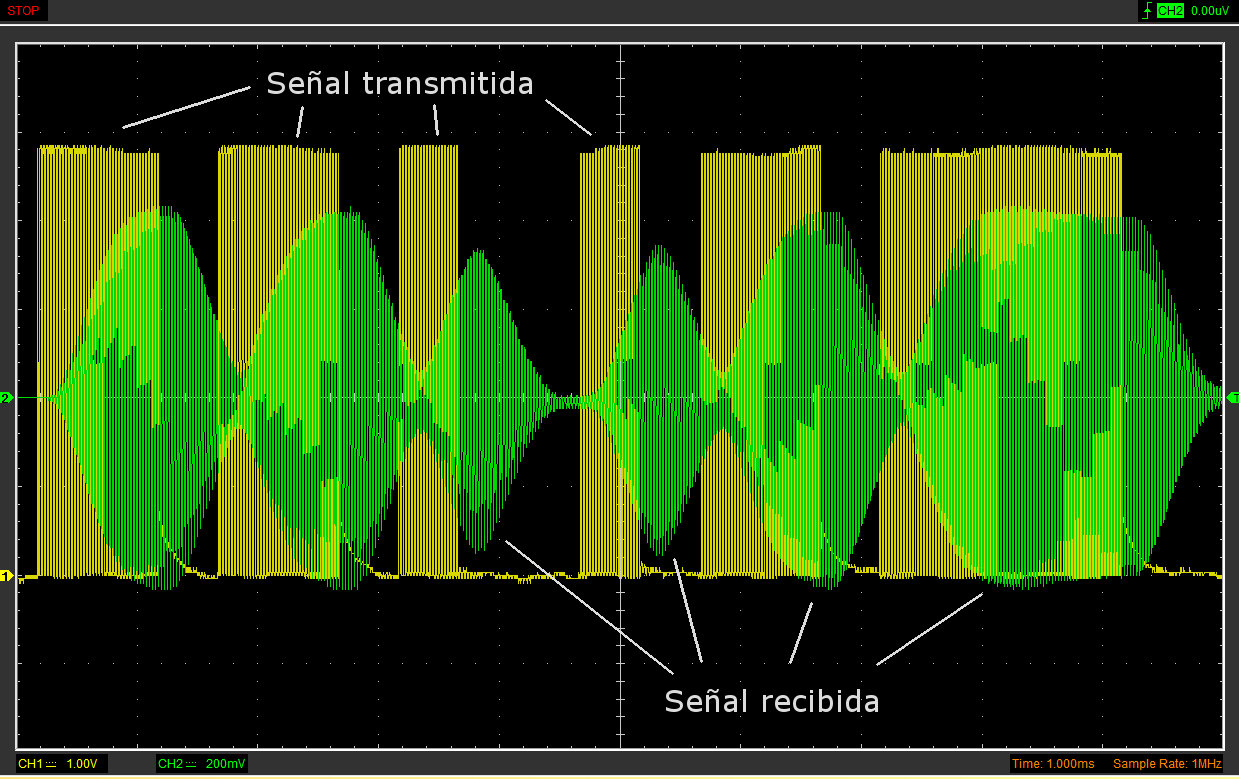 STOP
CH2 0.00uV
Señal transmitida
2
T
1
Señal recibida
CH1 1.00V CH2 200mV Time: 1.000ms Sample Rate: 1MHz